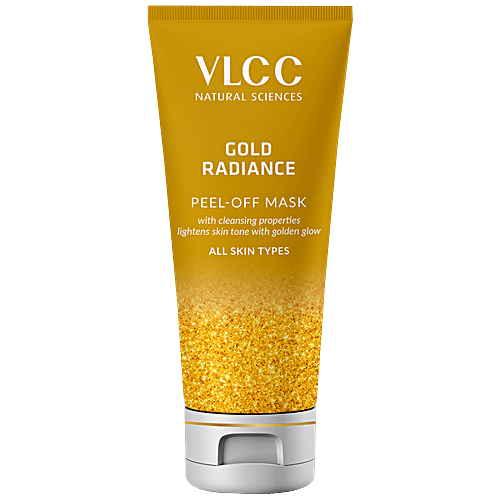 VLCC
NATURAL SCIENCES
GOLD
RADIANCE
PEEL-OFF MASK
with cleansing properties
lightens skin tone with golden glow
ALL SKIN TYPES